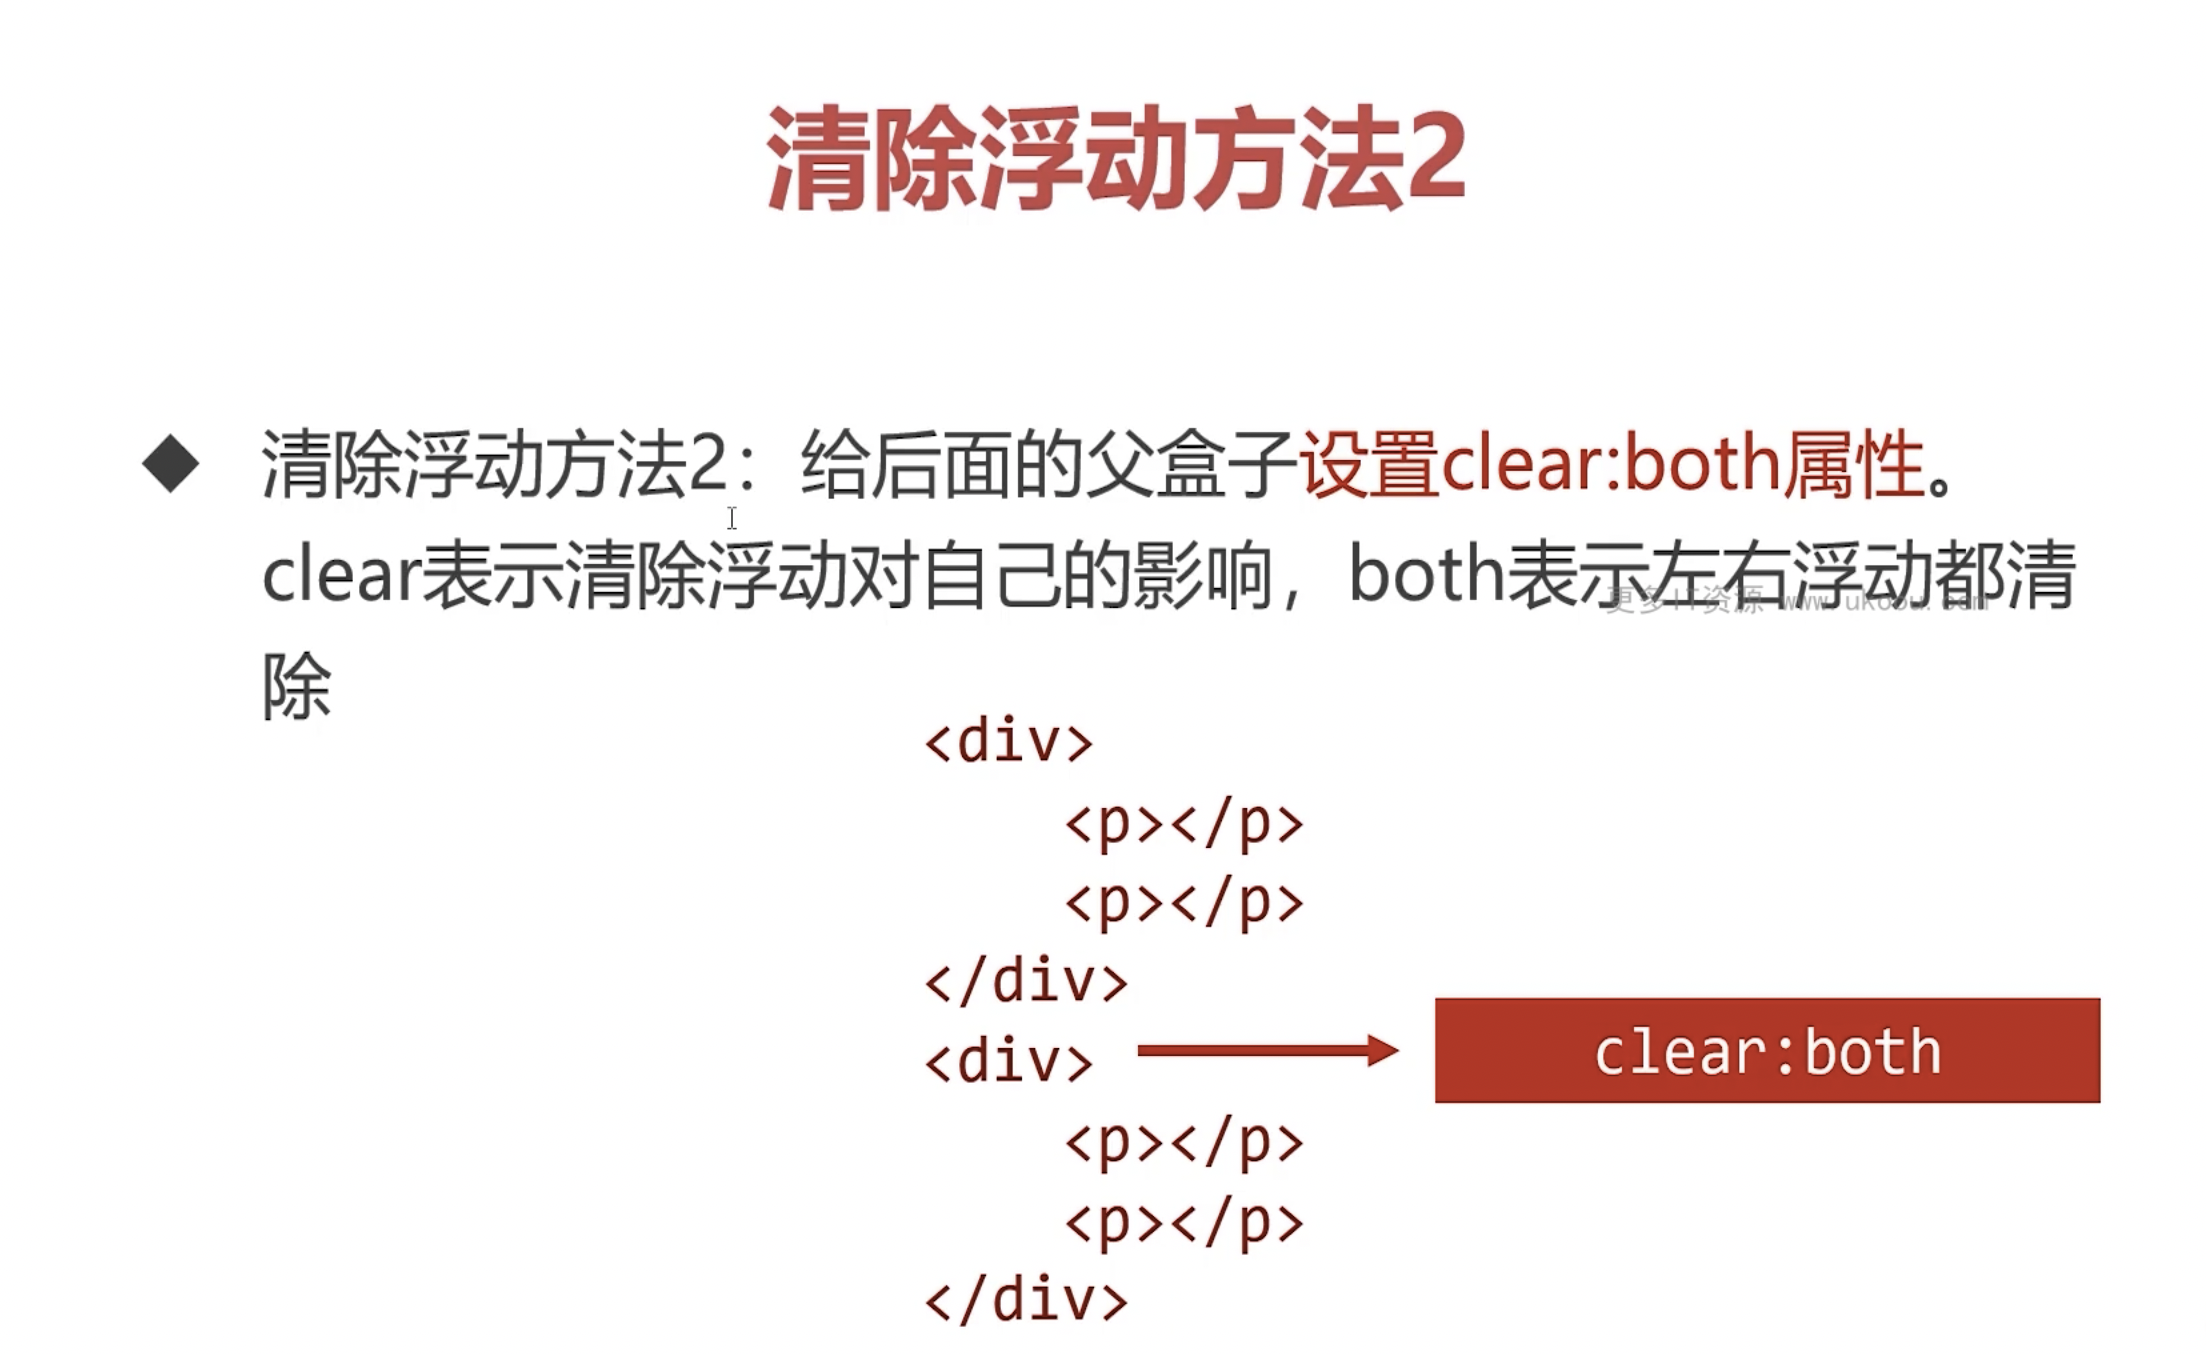 清除浮动方法2
清除浮动方法2：给后面的父盒子设置clear:both属性。
clear表示清除浮动对自己的影响，both表示左右浮动都清
更多IT资源 www.ukoou.com
除
<div>
<p></p>
<p></p>
</div>
<div>
clear:both
<p></p>
<p></p>
</div>